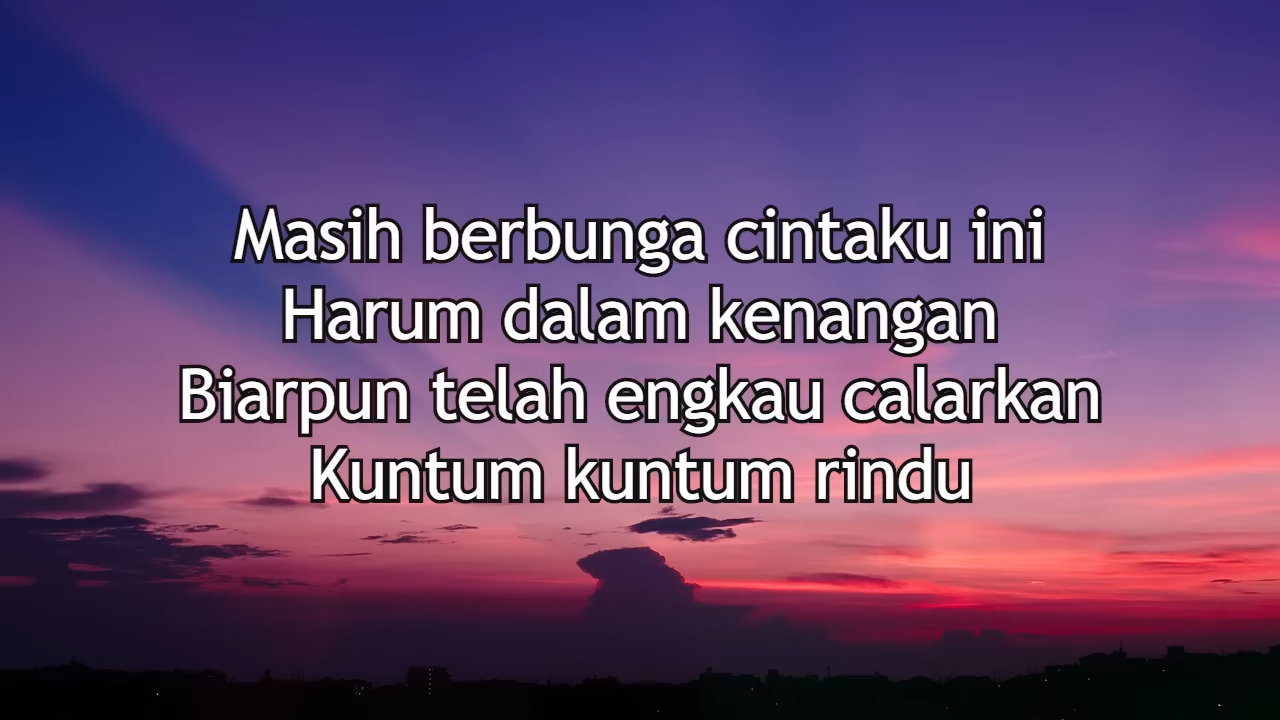 Masih berbunga cintaku ini
Harum dalam kenangan
Biarpun telah engkau calarkan
Kuntum kuntum rindu